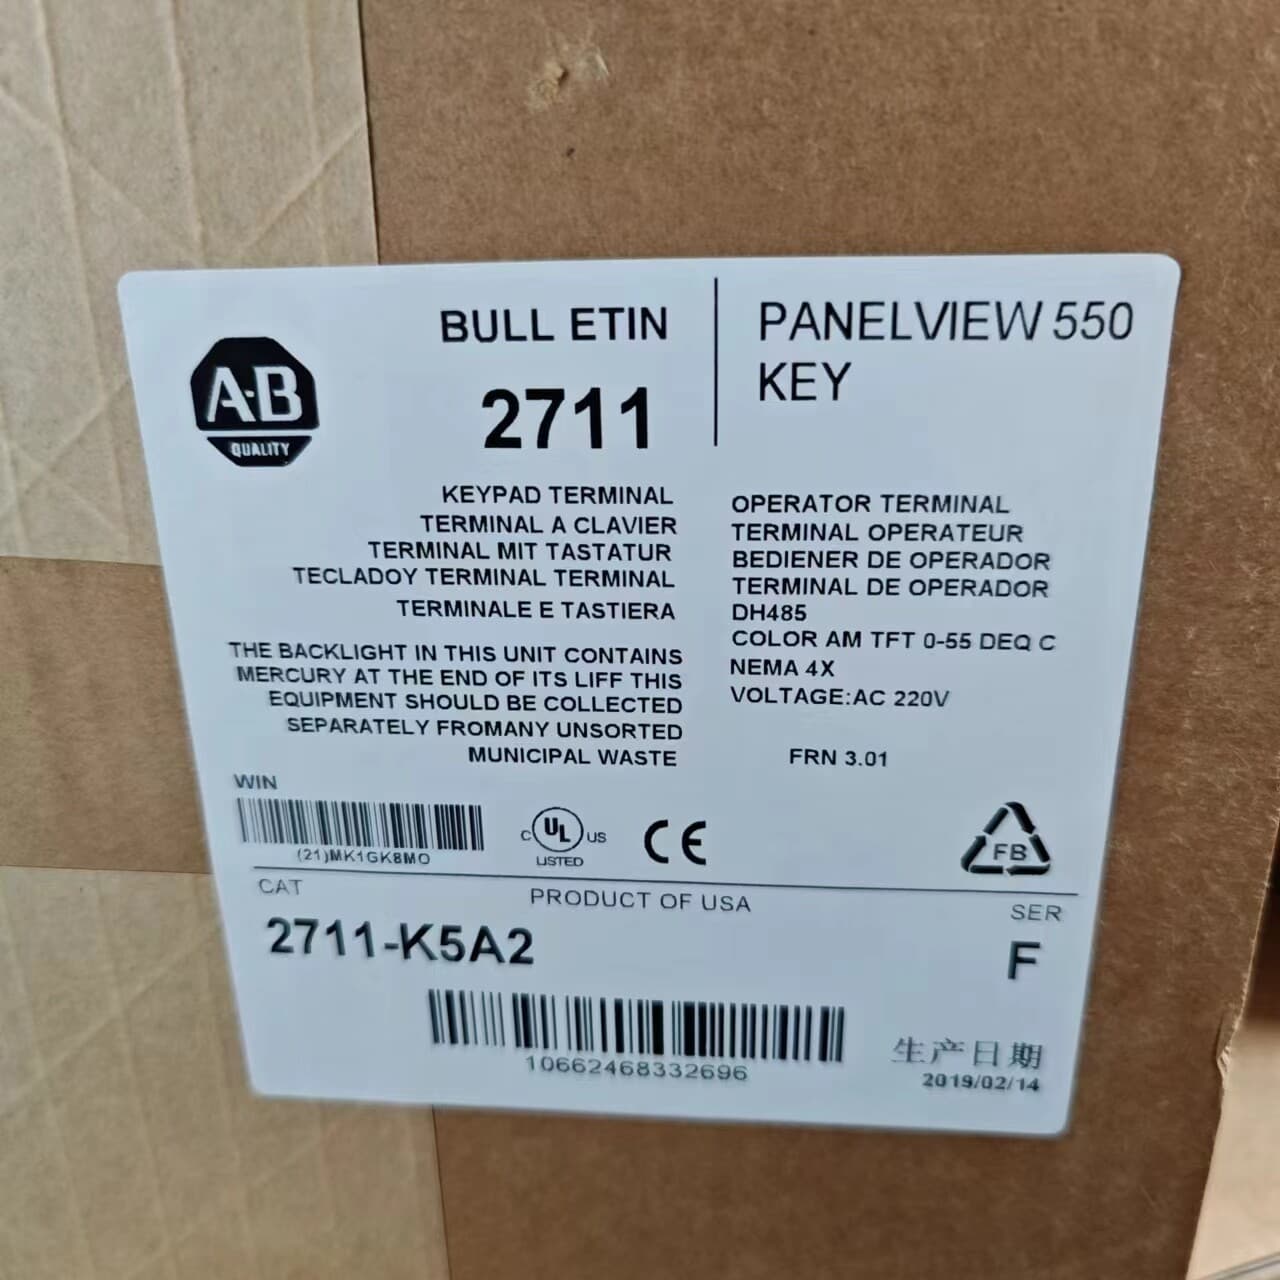 A·B
QUALITY
BULL ETIN
2711
PANELVIEW 550
KEY
KEYPAD TERMINAL
TERMINAL A CLAVIER
TERMINAL MIT TASTATUR
TECLADOY TERMINAL TERMINAL
TERMINALE E TASTIERA
THE BACKLIGHT IN THIS UNIT CONTAINS
MERCURY AT THE END OF ITS LIFF THIS
EQUIPMENT SHOULD BE COLLECTED
SEPARATELY FROMANY UNSORTED
MUNICIPAL WASTE
OPERATOR TERMINAL
TERMINAL OPERATEUR
BEDIENER DE OPERADOR
TERMINAL DE OPERADOR
DH485
COLOR AM TFT 0-55 DEQ C
NEMA 4X
VOLTAGE:AC 220V
FRN 3.01
WIN
(21)MK1GK8MO
C UL US
LISTED
CE
FB
CAT
PRODUCT OF USA
SER
2711-K5A2
F
10662468332696
生产日期
2019/02/14